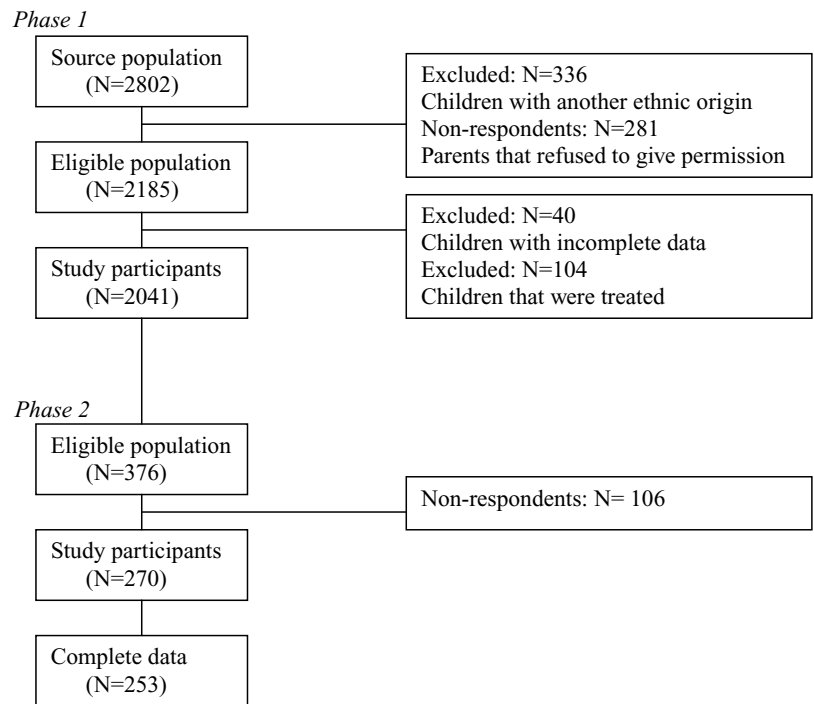 Phase 1
Source population
(N=2802)
Excluded: N=336
Children with another ethnic origin
Non-respondents: N=281
Parents that refused to give permission
Eligible population
(N=2185)
Excluded: N=40
Children with incomplete data
Excluded: N=104
Children that were treated
Study participants
(N=2041)
Phase 2
Eligible population
(N=376)
Non-respondents: N= 106
Study participants
(N=270)
Complete data
(N=253)